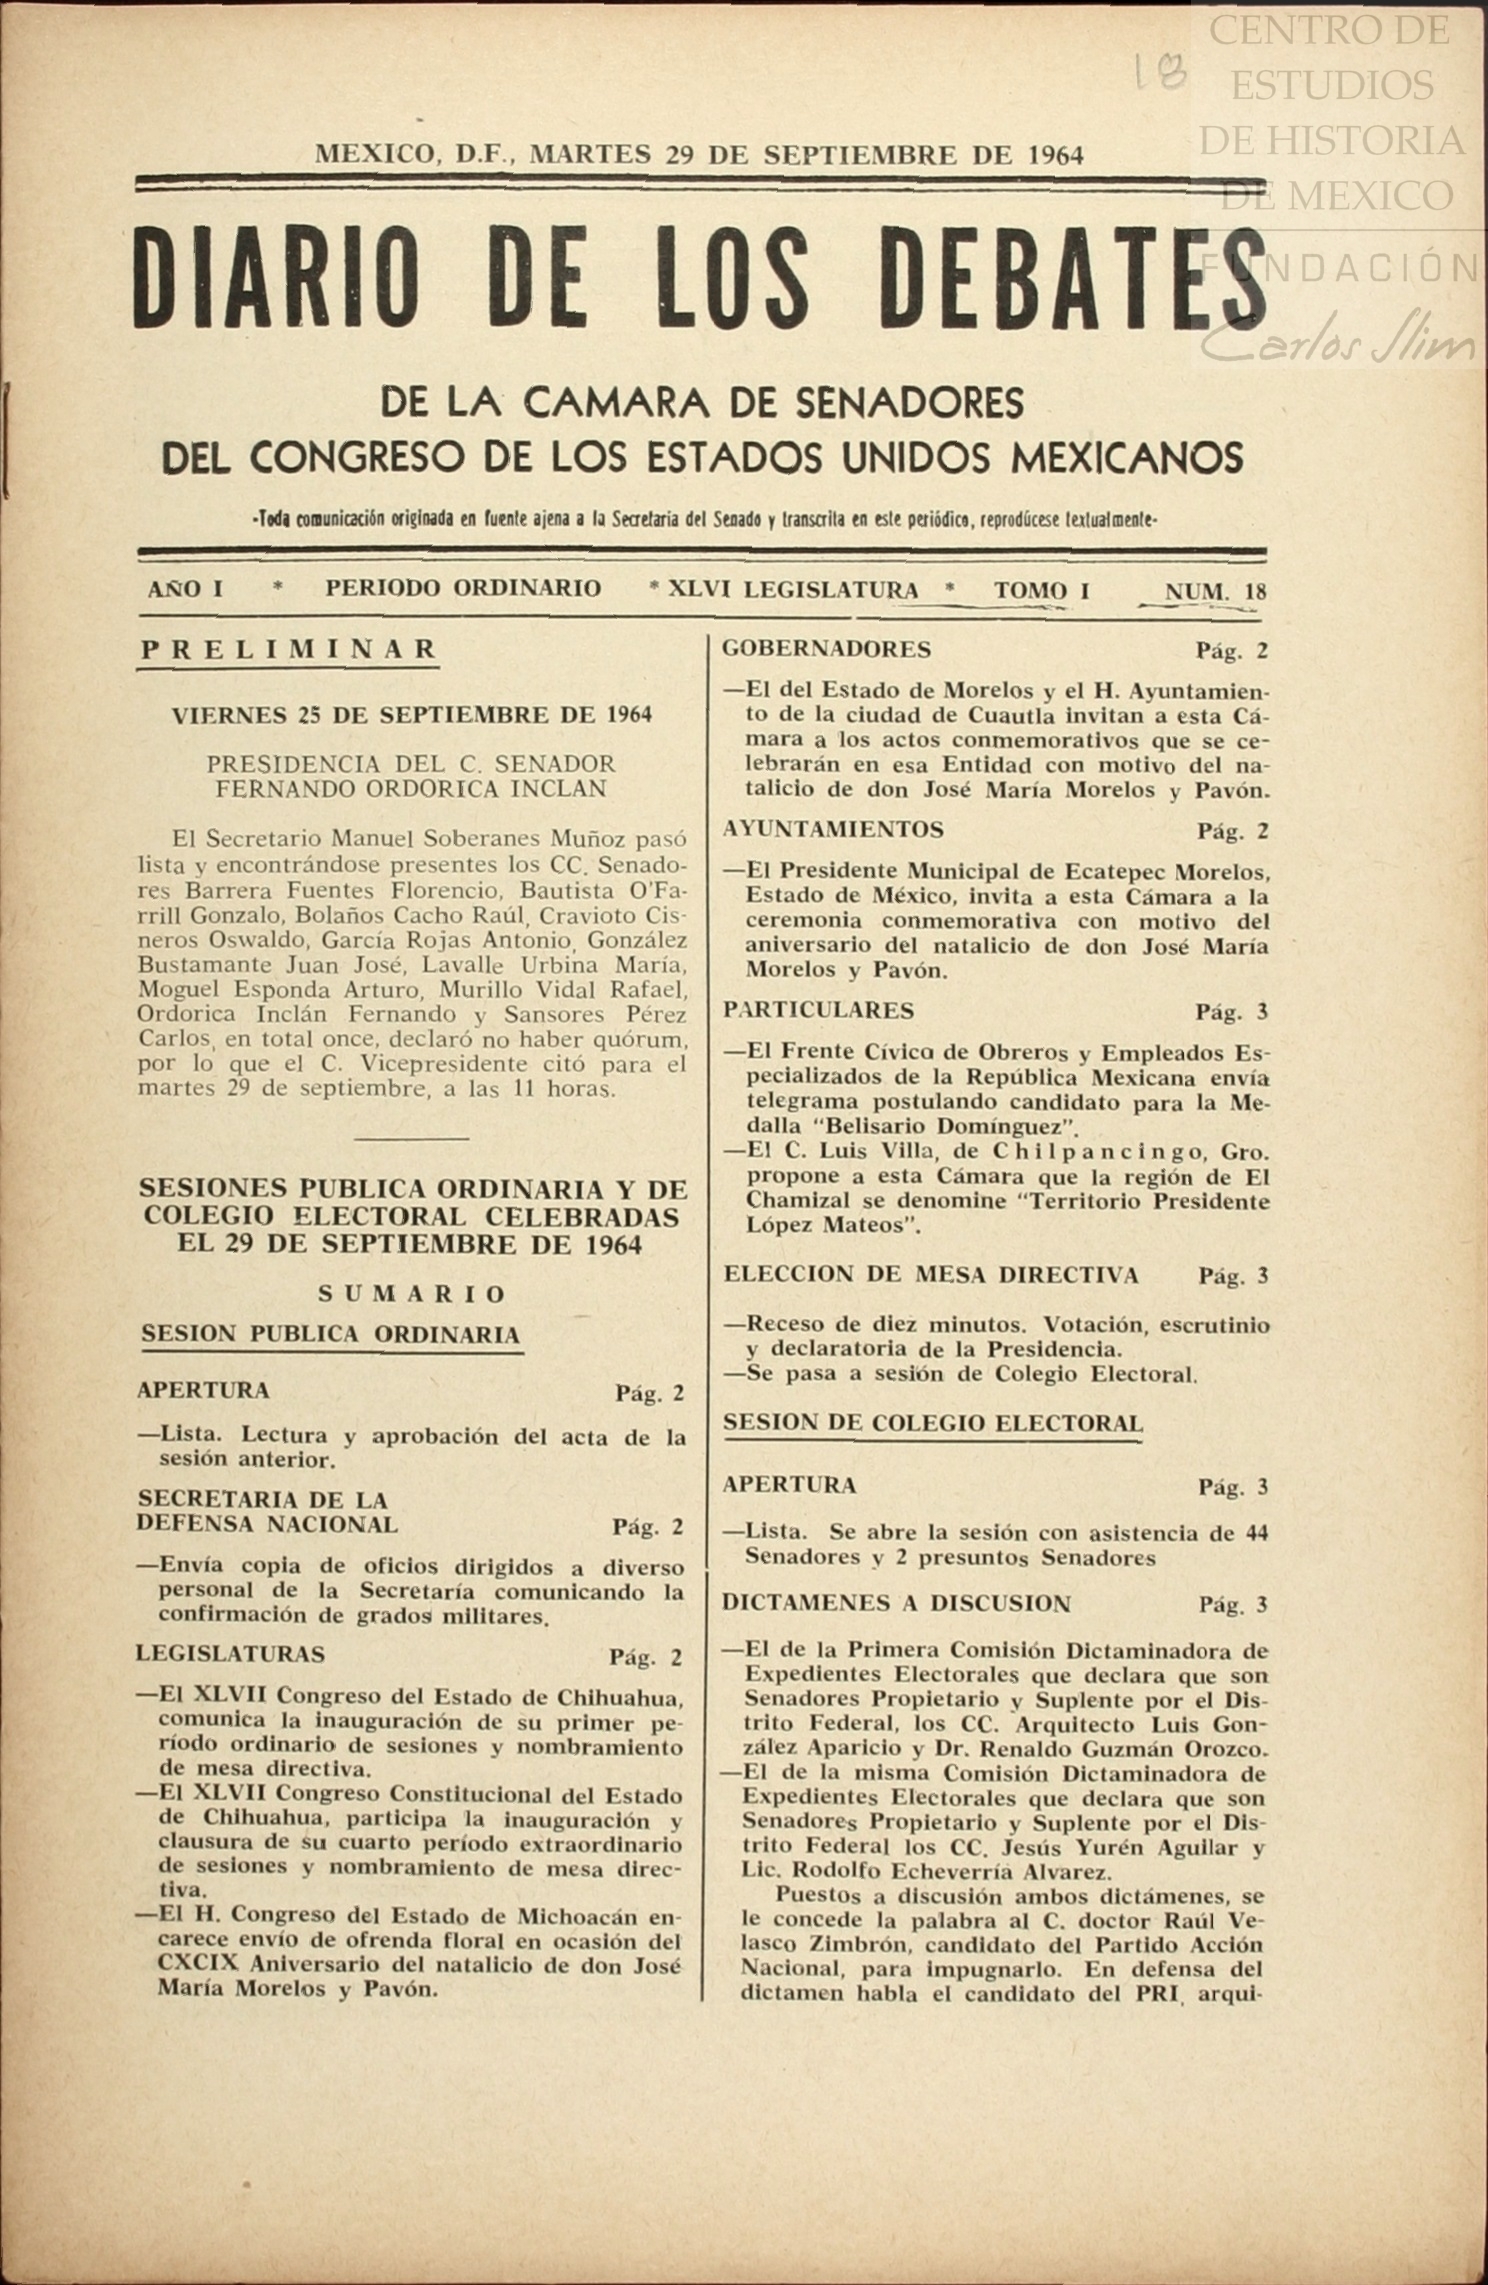 18
CENTRO DE
ESTUDIOS
DE HISTORIA
DE MEXICO
FUNDACIÓN
Carlos Slim
MEXICO, D.F., MARTES 29 DE SEPTIEMBRE DE 1964
DIARIO DE LOS DEBATES
DE LA CAMARA DE SENADORES
DEL CONGRESO DE LOS ESTADOS UNIDOS MEXICANOS
-Toda comunicación originada en fuente ajena a la Secretaría del Senado y transcrita en este periódico, reprodúcese textualmente-
AÑO I * PERIODO ORDINARIO * XLVI LEGISLATURA * TOMO I NUM. 18
PRELIMINAR
VIERNES 25 DE SEPTIEMBRE DE 1964
PRESIDENCIA DEL C. SENADOR
FERNANDO ORDORICA INCLAN
El Secretario Manuel Soberanes Muñoz pasó
lista y encontrándose presentes los CC. Senado-
res Barrera Fuentes Florencio, Bautista O'Fa-
rrill Gonzalo, Bolaños Cacho Raúl, Cravioto Cis-
neros Oswaldo, García Rojas Antonio, González
Bustamante Juan José, Lavalle Urbina María,
Moguel Esponda Arturo, Murillo Vidal Rafael,
Ordorica Inclán Fernando y Sansores Pérez
Carlos, en total once, declaró no haber quórum,
por lo que el C. Vicepresidente citó para el
martes 29 de septiembre, a las 11 horas.
SESIONES PUBLICA ORDINARIA Y DE
COLEGIO ELECTORAL CELEBRADAS
EL 29 DE SEPTIEMBRE DE 1964
SUMARIO
SESION PUBLICA ORDINARIA
APERTURA Pág. 2
—Lista. Lectura y aprobación del acta de la
sesión anterior.
SECRETARIA DE LA
DEFENSA NACIONAL Pág. 2
—Envía copia de oficios dirigidos a diverso
personal de la Secretaría comunicando la
confirmación de grados militares.
LEGISLATURAS Pág. 2
—El XLVII Congreso del Estado de Chihuahua,
comunica la inauguración de su primer pe-
ríodo ordinario de sesiones y nombramiento
de mesa directiva.
—El XLVII Congreso Constitucional del Estado
de Chihuahua, participa la inauguración y
clausura de su cuarto período extraordinario
de sesiones y nombramiento de mesa direc-
tiva.
—El H. Congreso del Estado de Michoacán en-
carece envío de ofrenda floral en ocasión del
CXCIX Aniversario del natalicio de don José
María Morelos y Pavón.
GOBERNADORES Pág. 2
—El del Estado de Morelos y el H. Ayuntamien-
to de la ciudad de Cuautla invitan a esta Cá-
mara a los actos conmemorativos que se ce-
lebrarán en esa Entidad con motivo del na-
talicio de don José María Morelos y Pavón.
AYUNTAMIENTOS Pág. 2
—El Presidente Municipal de Ecatepec Morelos,
Estado de México, invita a esta Cámara a la
ceremonia conmemorativa con motivo del
aniversario del natalicio de don José María
Morelos y Pavón.
PARTICULARES Pág. 3
—El Frente Cívico de Obreros y Empleados Es-
pecializados de la República Mexicana envía
telegrama postulando candidato para la Me-
dalla "Belisario Domínguez".
—El C. Luis Villa, de Chilpancingo, Gro.
propone a esta Cámara que la región de El
Chamizal se denomine "Territorio Presidente
López Mateos".
ELECCION DE MESA DIRECTIVA Pág. 3
—Receso de diez minutos. Votación, escrutinio
y declaratoria de la Presidencia.
—Se pasa a sesión de Colegio Electoral.
SESION DE COLEGIO ELECTORAL
APERTURA Pág. 3
—Lista. Se abre la sesión con asistencia de 44
Senadores y 2 presuntos Senadores
DICTAMENES A DISCUSION Pág. 3
—El de la Primera Comisión Dictaminadora de
Expedientes Electorales que declara que son
Senadores Propietario y Suplente por el Dis-
trito Federal, los CC. Arquitecto Luis Gon-
zález Aparicio y Dr. Renaldo Guzmán Orozco.
—El de la misma Comisión Dictaminadora de
Expedientes Electorales que declara que son
Senadores Propietario y Suplente por el Dis-
trito Federal los CC. Jesús Yurén Aguilar y
Lic. Rodolfo Echeverría Alvarez.
Puestos a discusión ambos dictámenes, se
le concede la palabra al C. doctor Raúl Ve-
lasco Zimbrón, candidato del Partido Acción
Nacional, para impugnarlo. En defensa del
dictamen habla el candidato del PRI, arqui-